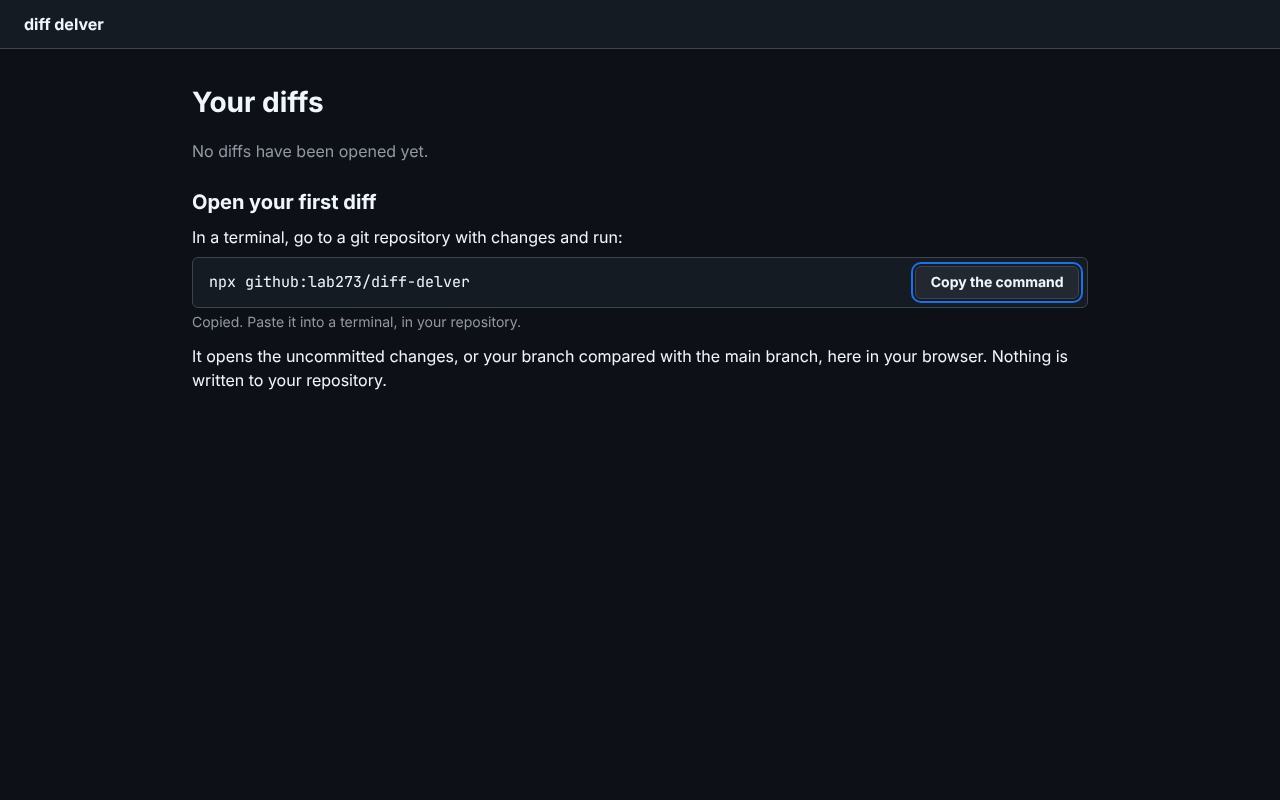 diff delver
Your diffs
No diffs have been opened yet.
Open your first diff
In a terminal, go to a git repository with changes and run:
npx github:lab273/diff-delver
Copy the command
Copied. Paste it into a terminal, in your repository.
It opens the uncommitted changes, or your branch compared with the main branch, here in your browser. Nothing is
written to your repository.